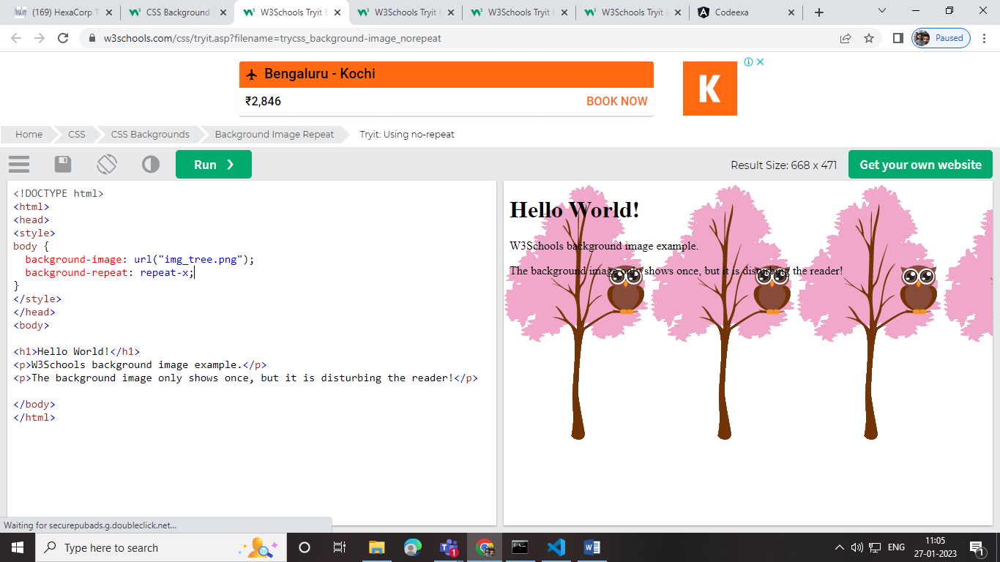 (169) HexaCorp T
CSS Background
W3Schools Tryit E
W3Schools Tryit E
W3Schools Tryit E
W3Schools Tryit E
Codeexa
w3schools.com/css/tryit.asp?filename=trycss_background-image_norepeat
Paused
Bengaluru - Kochi
₹2,846
BOOK NOW
K
Home
CSS
CSS Backgrounds
Background Image Repeat
Tryit: Using no-repeat
Run ❯
Result Size: 668 x 471
Get your own website
<!DOCTYPE html>
<html>
<head>
<style>
body {
  background-image: url("img_tree.png");
  background-repeat: repeat-x;
}
</style>
</head>
<body>
<h1>Hello World!</h1>
<p>W3Schools background image example.</p>
<p>The background image only shows once, but it is disturbing the reader!</p>
</body>
</html>
Hello World!
W3Schools background image example.
The background image only shows once, but it is disturbing the reader!
Waiting for securepubads.g.doubleclick.net...
Type here to search
1
ENG
11:05
27-01-2023
1